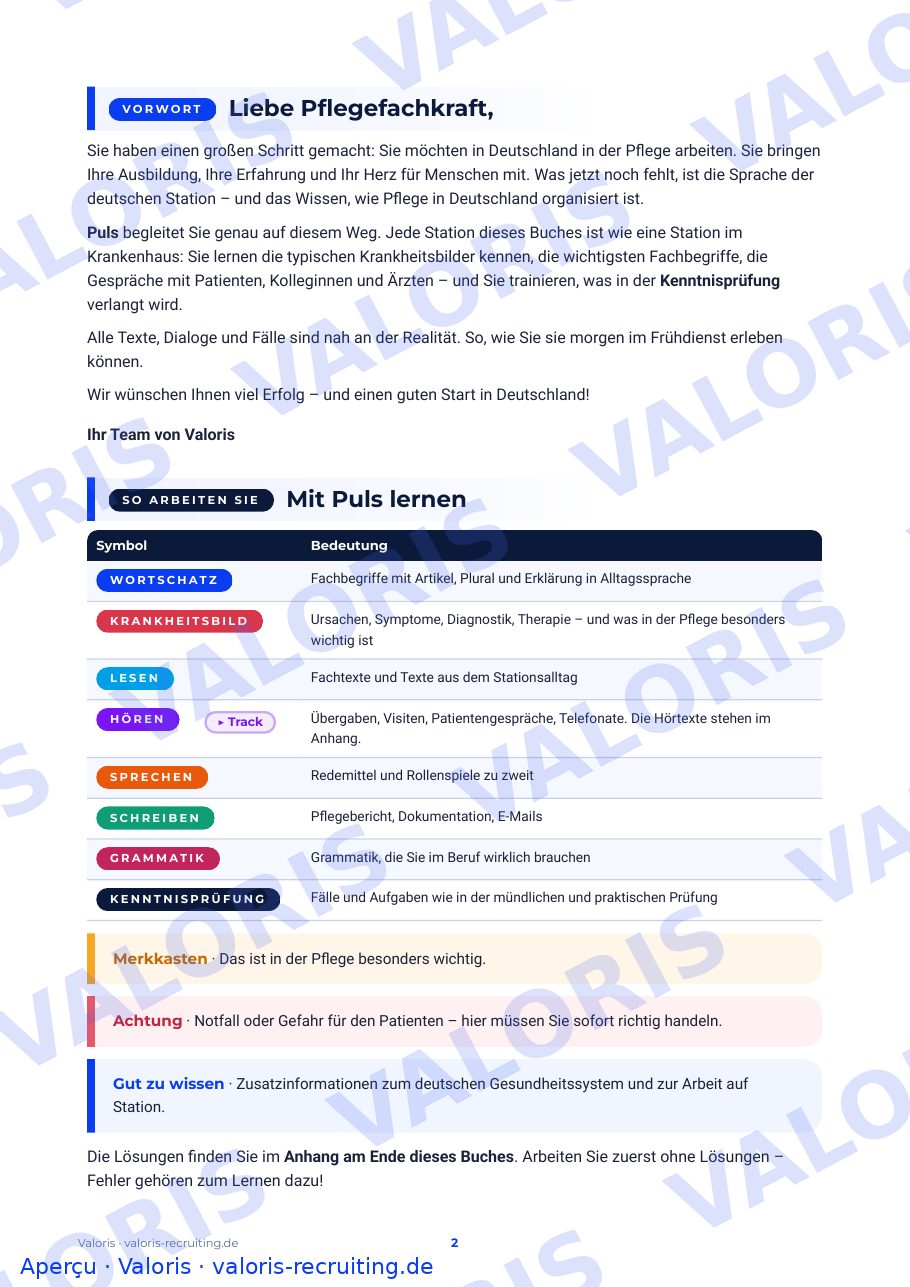 VORWORT Liebe Pflegefachkraft,
Sie haben einen großen Schritt gemacht: Sie möchten in Deutschland in der Pflege arbeiten. Sie bringen
Ihre Ausbildung, Ihre Erfahrung und Ihr Herz für Menschen mit. Was jetzt noch fehlt, ist die Sprache der
deutschen Station – und das Wissen, wie Pflege in Deutschland organisiert ist.
Puls begleitet Sie genau auf diesem Weg. Jede Station dieses Buches ist wie eine Station im
Krankenhaus: Sie lernen die typischen Krankheitsbilder kennen, die wichtigsten Fachbegriffe, die
Gespräche mit Patienten, Kolleginnen und Ärzten – und Sie trainieren, was in der Kenntnisprüfung
verlangt wird.
Alle Texte, Dialoge und Fälle sind nah an der Realität. So, wie Sie sie morgen im Frühdienst erleben
können.
Wir wünschen Ihnen viel Erfolg – und einen guten Start in Deutschland!
Ihr Team von Valoris
SO ARBEITEN SIE Mit Puls lernen
Symbol Bedeutung
WORTSCHATZ Fachbegriffe mit Artikel, Plural und Erklärung in Alltagssprache
KRANKHEITSBILD Ursachen, Symptome, Diagnostik, Therapie – und was in der Pflege besonders
wichtig ist
LESEN Fachtexte und Texte aus dem Stationsalltag
HÖREN ▸ Track Übergaben, Visiten, Patientengespräche, Telefonate. Die Hörtexte stehen im
Anhang.
SPRECHEN Redemittel und Rollenspiele zu zweit
SCHREIBEN Pflegebericht, Dokumentation, E-Mails
GRAMMATIK Grammatik, die Sie im Beruf wirklich brauchen
KENNTNISPRÜFUNG Fälle und Aufgaben wie in der mündlichen und praktischen Prüfung
Merkkasten · Das ist in der Pflege besonders wichtig.
Achtung · Notfall oder Gefahr für den Patienten – hier müssen Sie sofort richtig handeln.
Gut zu wissen · Zusatzinformationen zum deutschen Gesundheitssystem und zur Arbeit auf
Station.
Die Lösungen finden Sie im Anhang am Ende dieses Buches. Arbeiten Sie zuerst ohne Lösungen –
Fehler gehören zum Lernen dazu!
Valoris · valoris-recruiting.de 2
Aperçu · Valoris · valoris-recruiting.de
VALORIS